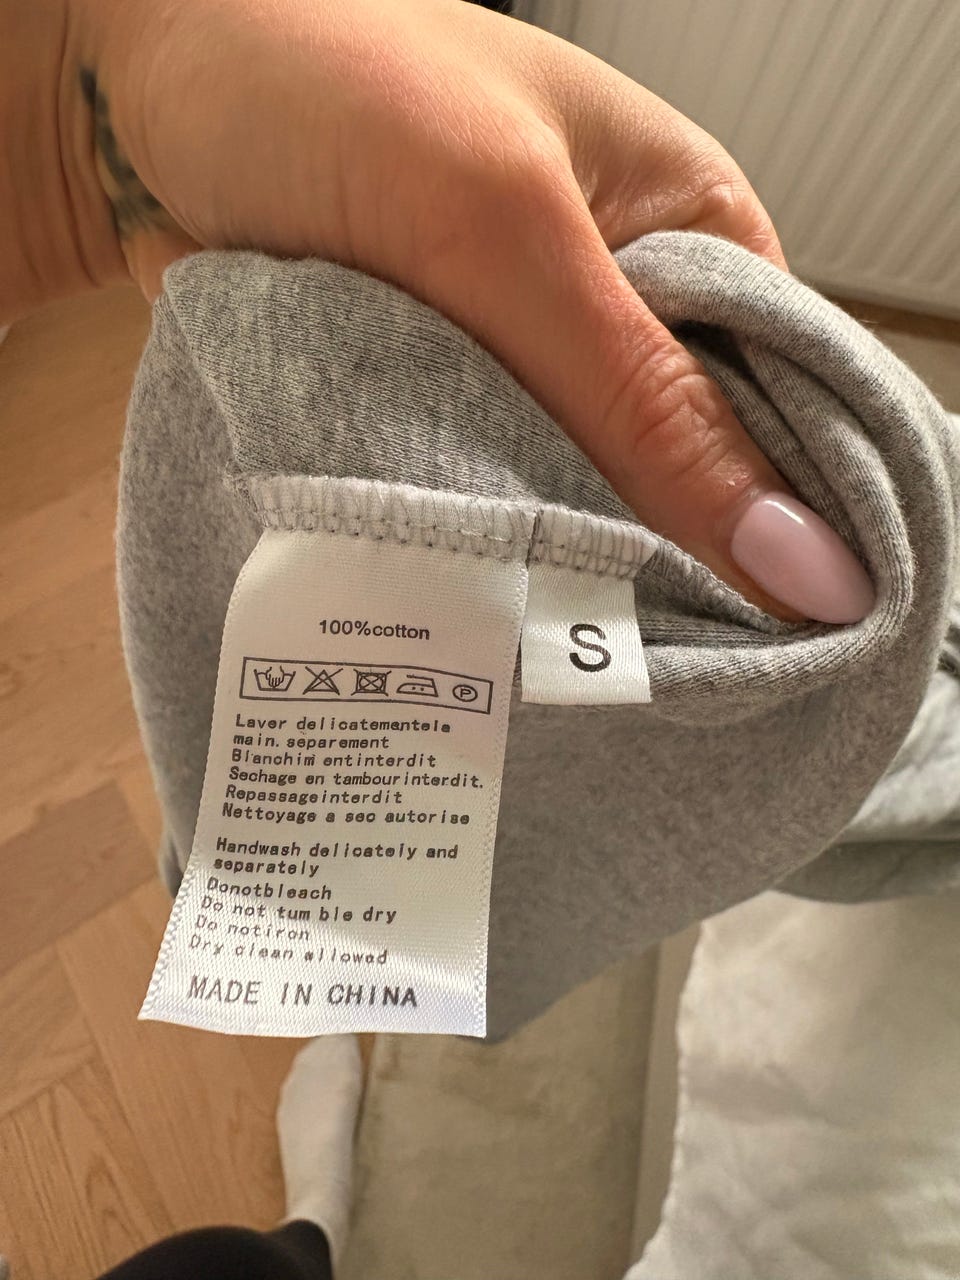 100%cotton
S
P
Laver delicatementela
main. separement
Blanchim entinterdit
Sechage en tambourinterdit.
Repassageinterdit
Nettoyage a sec autorise
Handwash delicately and
separately
Donotbleach
Do not tum ble dry
Do notiron
Dry clean allowed
MADE IN CHINA